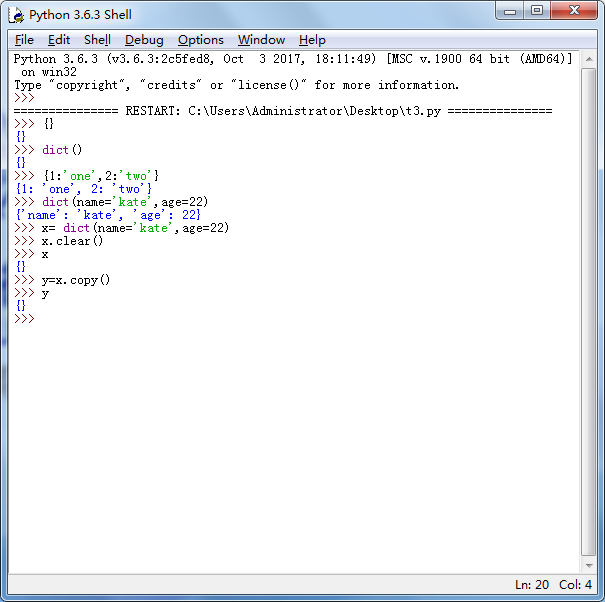 Python 3.6.3 Shell
File Edit Shell Debug Options Window Help
Python 3.6.3 (v3.6.3:2c5fed8, Oct  3 2017, 18:11:49) [MSC v.1900 64 bit (AMD64)]
 on win32
Type "copyright", "credits" or "license()" for more information.
>>>
=============== RESTART: C:\Users\Administrator\Desktop\t3.py ===============
>>> {}
{}
>>> dict()
{}
>>> {1:'one',2:'two'}
{1: 'one', 2: 'two'}
>>> dict(name='kate',age=22)
{'name': 'kate', 'age': 22}
>>> x= dict(name='kate',age=22)
>>> x.clear()
>>> x
{}
>>> y=x.copy()
>>> y
{}
>>>
Ln: 20 Col: 4